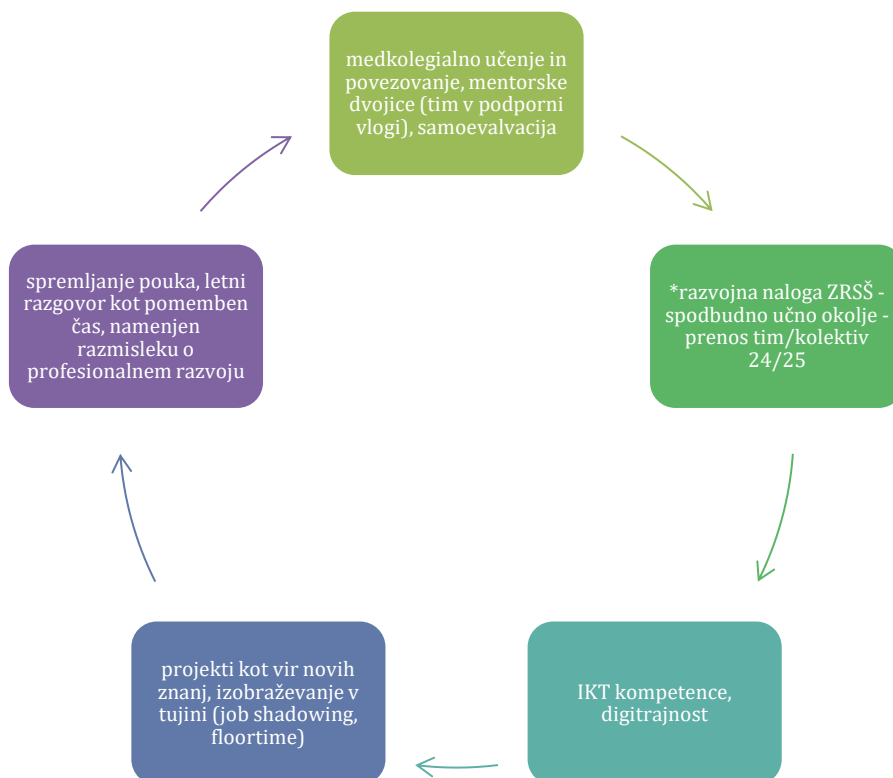 medkolegialno učenje in
povezovanje, mentorske
dvojice (tim v podporni
vlogi), samoevalvacija
*razvojna naloga ZRSŠ -
spodbudno učno okolje -
prenos tim/kolektiv
24/25
IKT kompetence,
digitrajnost
projekti kot vir novih
znanj, izobraževanje v
tujini (job shadowing,
floortime)
spremljanje pouka, letni
razgovor kot pomemben
čas, namenjen
razmisleku o
profesionalnem razvoju